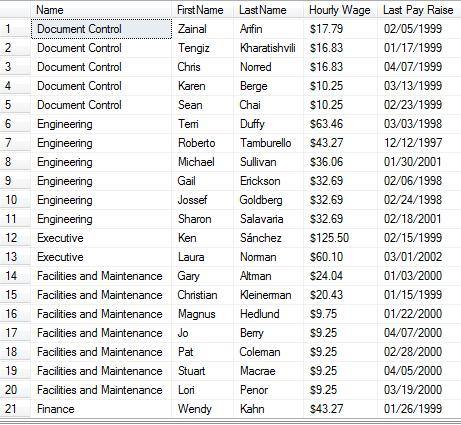 Name FirstName LastName Hourly Wage Last Pay Raise
1 Document Control Zainal Arifin $17.79 02/05/1999
2 Document Control Tengiz Kharatishvili $16.83 01/17/1999
3 Document Control Chris Norred $16.83 04/07/1999
4 Document Control Karen Berge $10.25 03/13/1999
5 Document Control Sean Chai $10.25 02/23/1999
6 Engineering Terri Duffy $63.46 03/03/1998
7 Engineering Roberto Tamburello $43.27 12/12/1997
8 Engineering Michael Sullivan $36.06 01/30/2001
9 Engineering Gail Erickson $32.69 02/06/1998
10 Engineering Jossef Goldberg $32.69 02/24/1998
11 Engineering Sharon Salavaria $32.69 02/18/2001
12 Executive Ken Sánchez $125.50 02/15/1999
13 Executive Laura Norman $60.10 03/01/2002
14 Facilities and Maintenance Gary Altman $24.04 01/03/2000
15 Facilities and Maintenance Christian Kleinerman $20.43 01/15/1999
16 Facilities and Maintenance Magnus Hedlund $9.75 01/22/2000
17 Facilities and Maintenance Jo Berry $9.25 04/07/2000
18 Facilities and Maintenance Pat Coleman $9.25 02/28/2000
19 Facilities and Maintenance Stuart Macrae $9.25 04/05/2000
20 Facilities and Maintenance Lori Penor $9.25 03/19/2000
21 Finance Wendy Kahn $43.27 01/26/1999